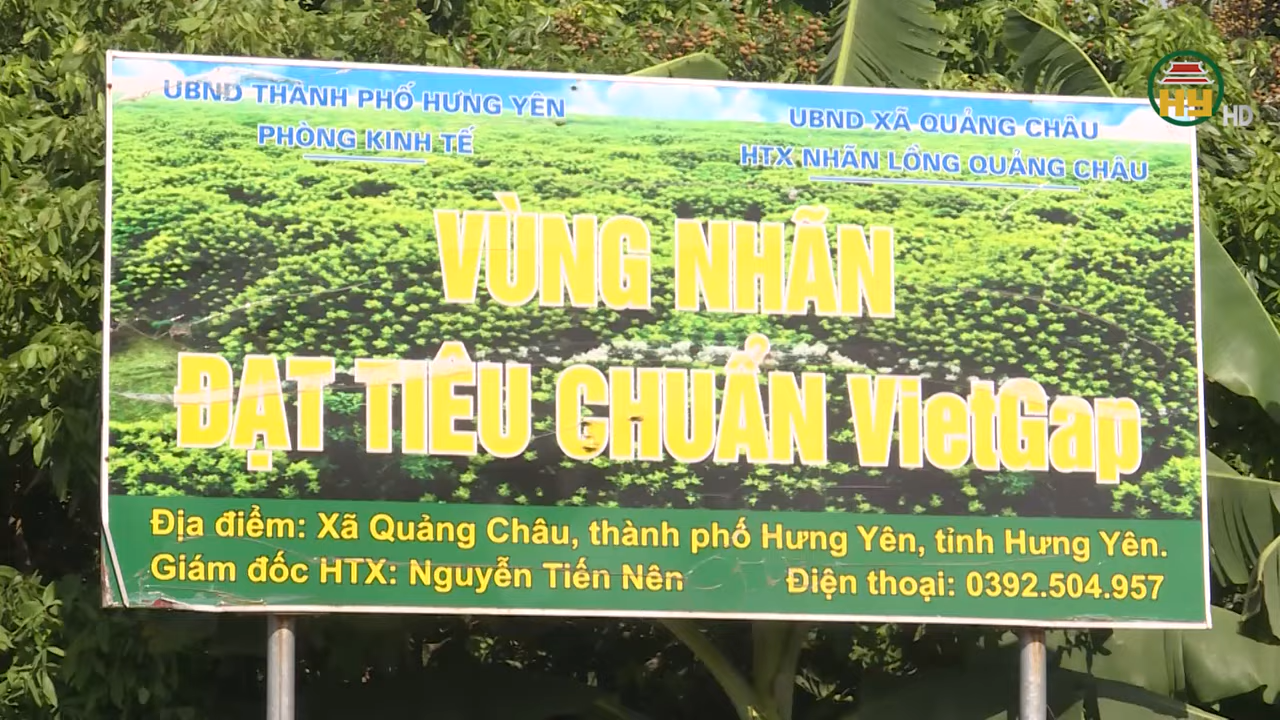 UBND THÀNH PHỐ HƯNG YÊN
PHÒNG KINH TẾ
UBND XÃ QUẢNG CHÂU
HTX NHÃN LỒNG QUẢNG CHÂU
VÙNG NHÃN
ĐẠT TIÊU CHUẨN VietGap
Địa điểm: Xã Quảng Châu, thành phố Hưng Yên, tỉnh Hưng Yên.
Giám đốc HTX: Nguyễn Tiến Nên Điện thoại: 0392.504.957
HY HD